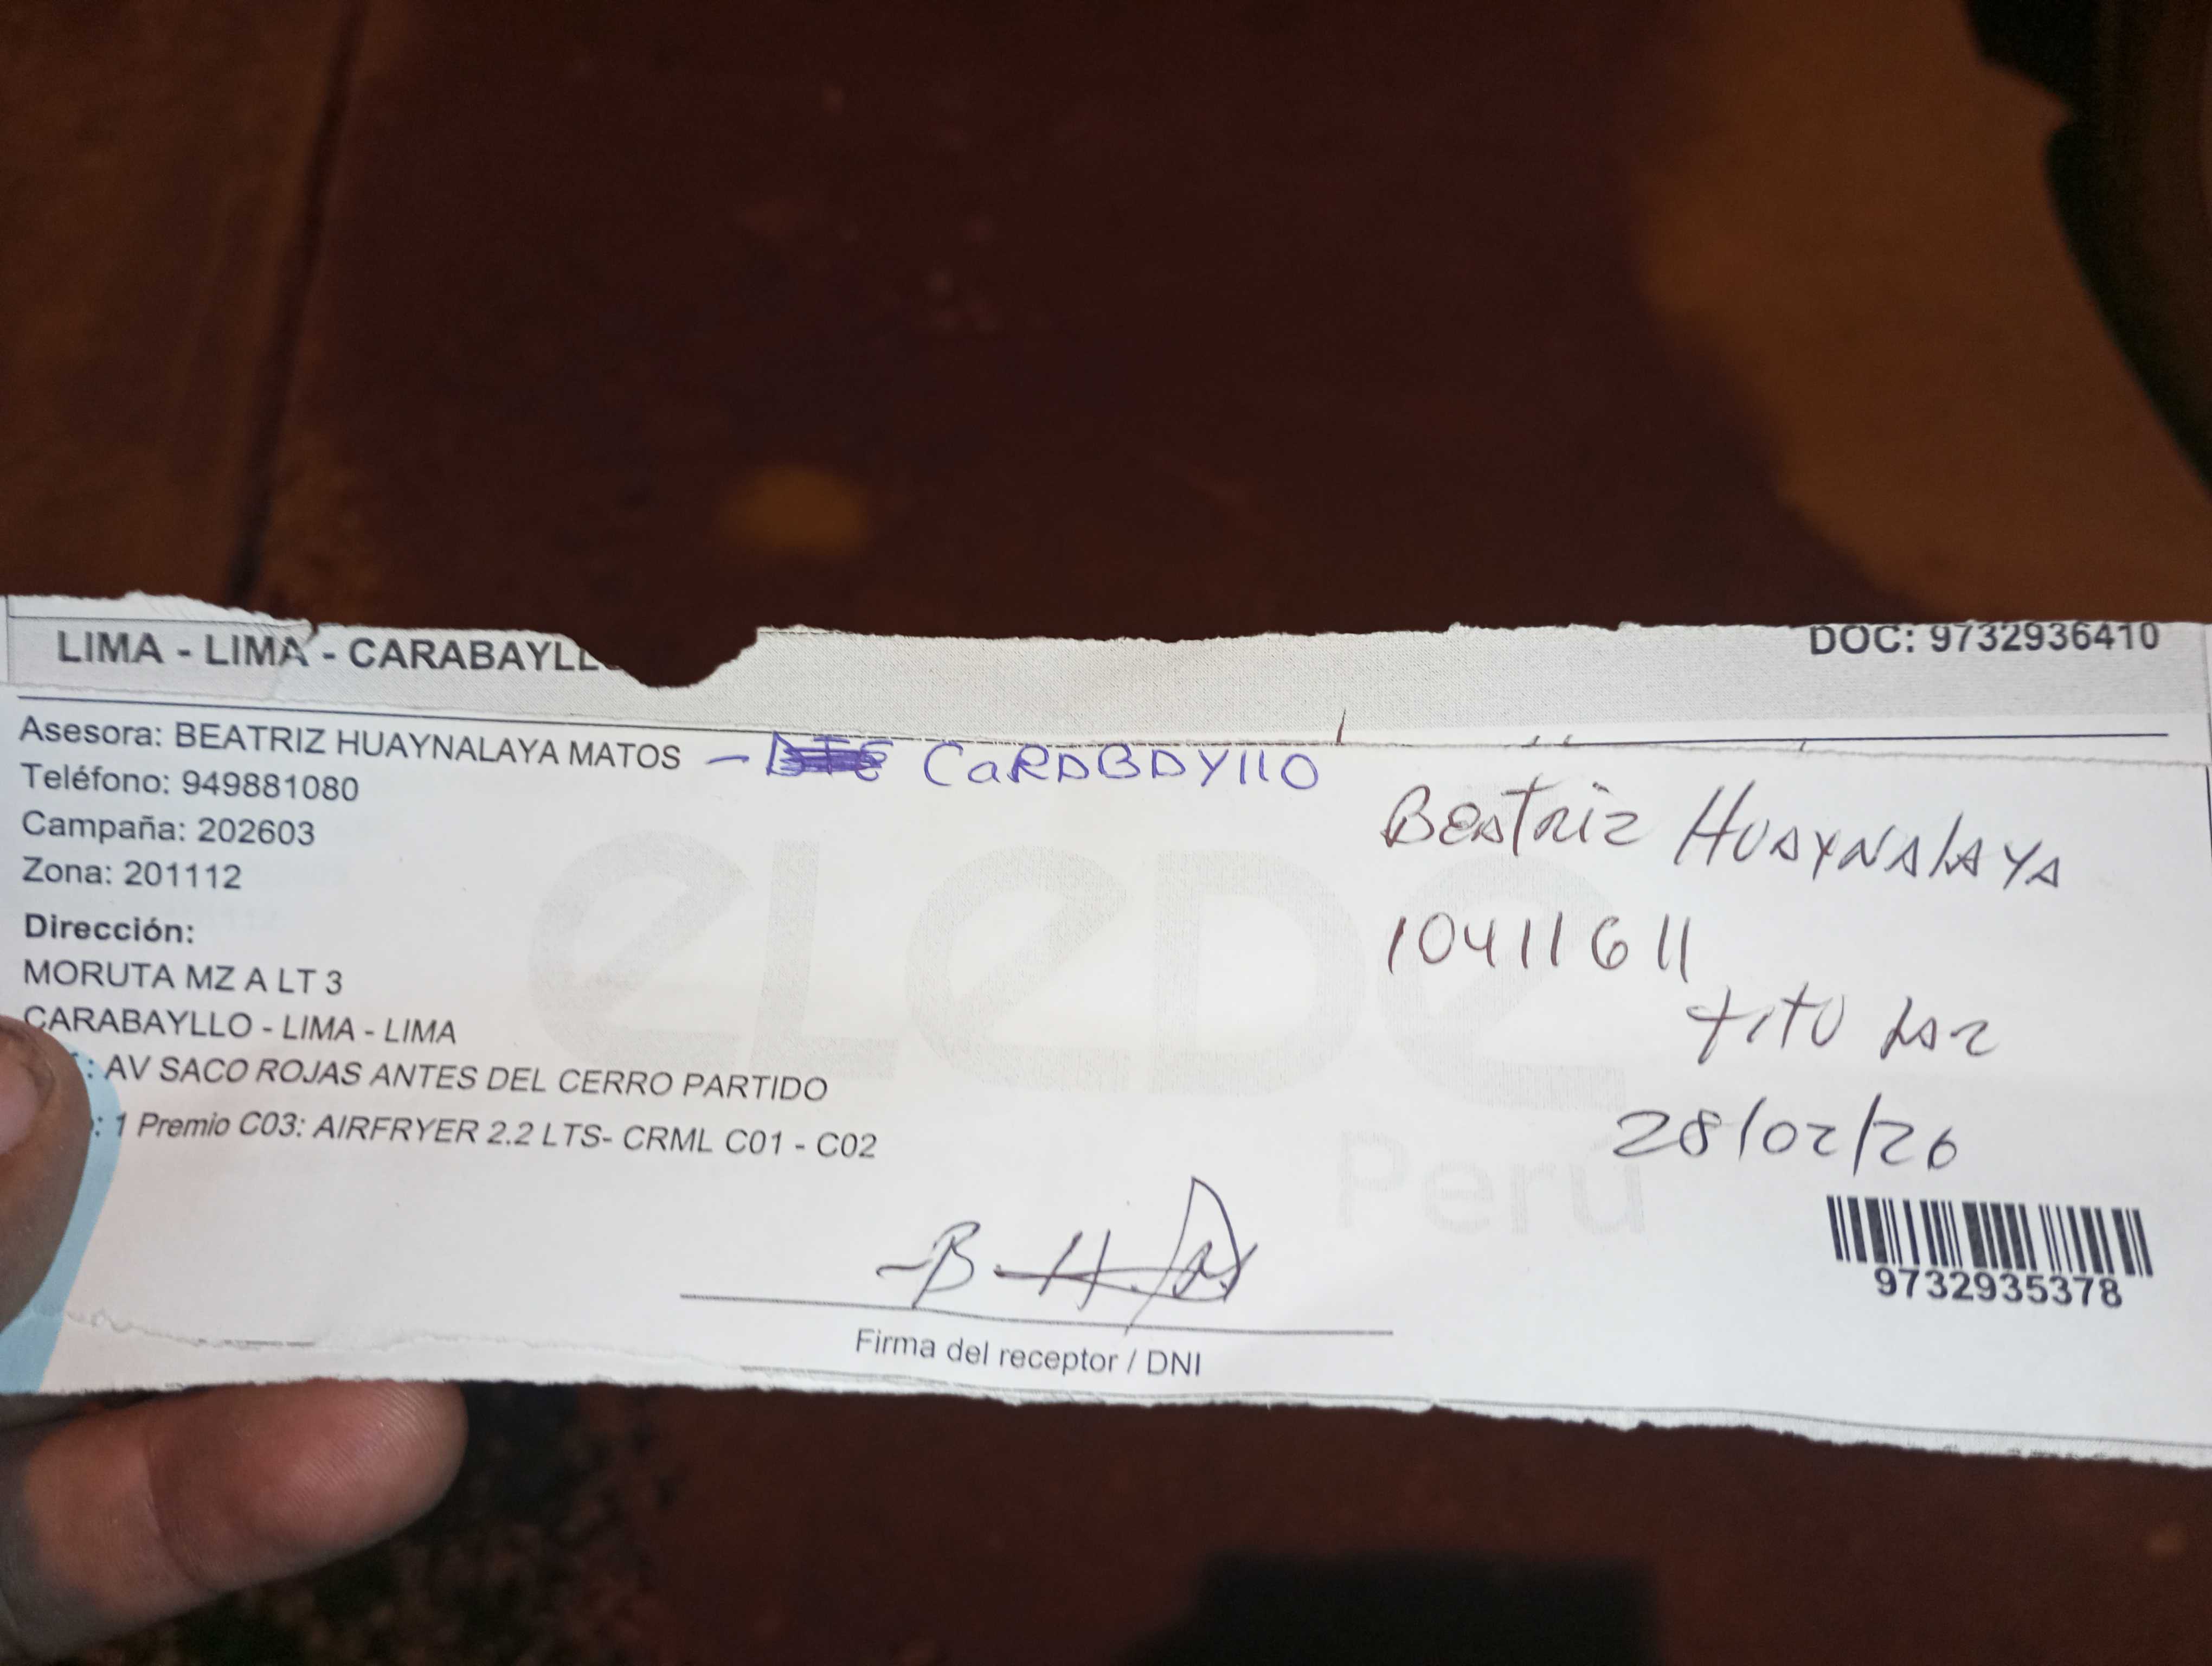 LIMA - LIMA - CARABAYLL
DOC: 9732936410
Asesora: BEATRIZ HUAYNALAYA MATOS - CaRABAYllO
Teléfono: 949881080
Campaña: 202603
Zona: 201112
Dirección:
MORUTA MZ A LT 3
CARABAYLLO - LIMA - LIMA
: AV SACO ROJAS ANTES DEL CERRO PARTIDO
: 1 Premio C03: AIRFRYER 2.2 LTS- CRML C01 - C02
Beatriz HUAYNALAYA
10411611
titular
28/02/26
eLeDe
Perú
9732935378
Firma del receptor / DNI